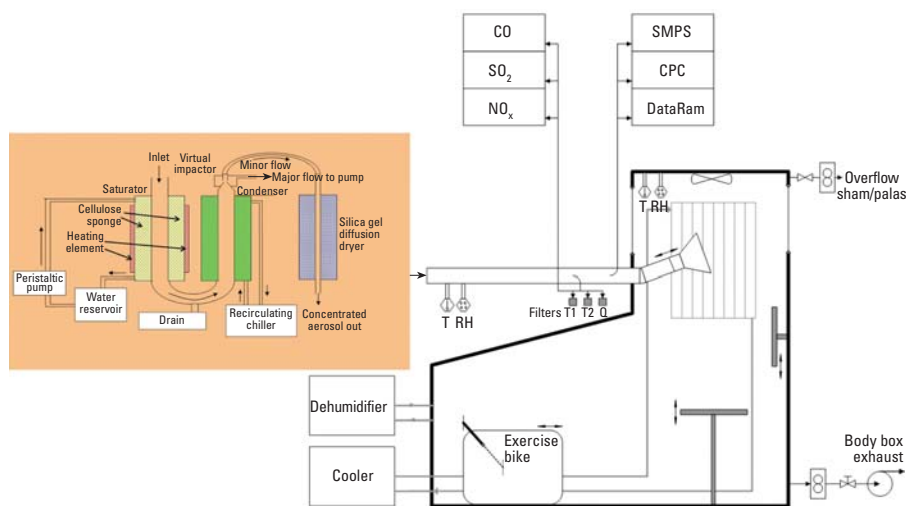 CO
SO2
NOx
SMPS
CPC
DataRam
Inlet
Virtual
impactor
Minor flow
Major flow to pump
Saturator
Condenser
Cellulose
sponge
Heating
element
Silica gel
diffusion
dryer
Peristaltic
pump
Water
reservoir
Drain
Recirculating
chiller
Concentrated
aerosol out
T RH
Filters T1 T2 Q
T RH
Overflow
sham/palas
Dehumidifier
Cooler
Exercise
bike
Body box
exhaust